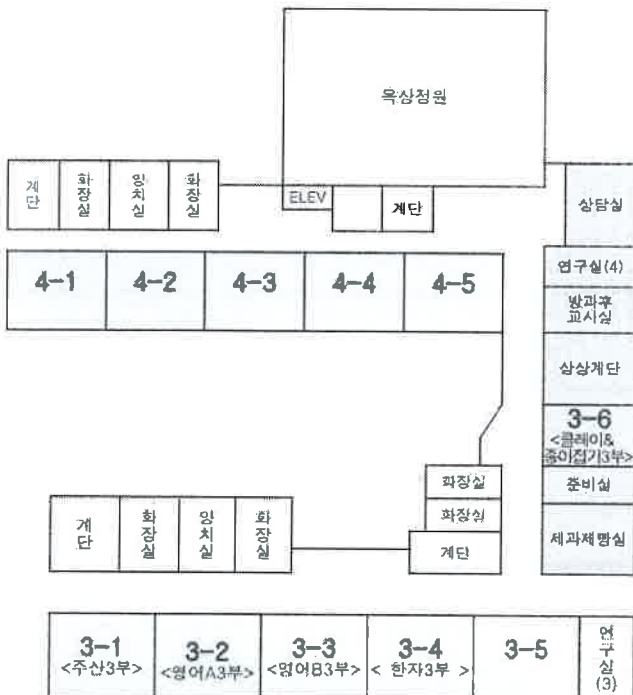 옥상정원
계단
화장실
양치실
화장실
ELEV
계단
상담실
4-1
4-2
4-3
4-4
4-5
연구실(4)
방과후
교사실
상상계단
3-6
<클레이&
종이접기3부>
준비실
제과제빵실
화장실
화장실
계단
계단
화장실
양치실
화장실
3-1
<주산3부>
3-2
<영어A3부>
3-3
<영어B3부>
3-4
< 한자3부 >
3-5
연구실
(3)